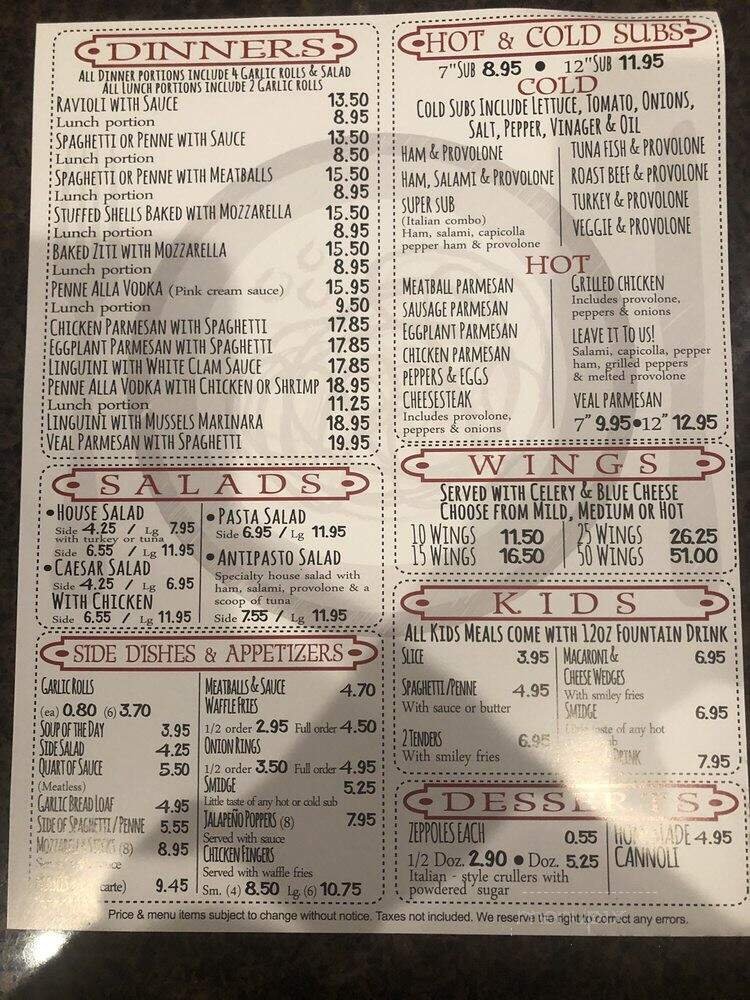 DINNERS
ALL DINNER PORTIONS INCLUDE 4 GARLIC ROLLS & SALAD
ALL LUNCH PORTIONS INCLUDE 2 GARLIC ROLLS
RAVIOLI WITH SAUCE 13.50
Lunch portion 8.95
SPAGHETTI OR PENNE WITH SAUCE 13.50
Lunch portion 8.50
SPAGHETTI OR PENNE WITH MEATBALLS 15.50
Lunch portion 8.95
STUFFED SHELLS BAKED WITH MOZZARELLA 15.50
Lunch portion 8.95
BAKED ZITI WITH MOZZARELLA 15.50
Lunch portion 8.95
PENNE ALLA VODKA (Pink cream sauce) 15.95
Lunch portion 9.50
CHICKEN PARMESAN WITH SPAGHETTI 17.85
EGGPLANT PARMESAN WITH SPAGHETTI 17.85
LINGUINI WITH WHITE CLAM SAUCE 17.85
PENNE ALLA VODKA WITH CHICKEN OR SHRIMP 18.95
Lunch portion 11.25
LINGUINI WITH MUSSELS MARINARA 18.95
VEAL PARMESAN WITH SPAGHETTI 19.95
SALADS
• HOUSE SALAD
Side 4.25 / Lg 7.95
with turkey or tuna
Side 6.55 / Lg 11.95
• CAESAR SALAD
Side 4.25 / Lg 6.95
WITH CHICKEN
Side 6.55 / Lg 11.95
• PASTA SALAD
Side 6.95 / Lg 11.95
• ANTIPASTO SALAD
Specialty house salad with
ham, salami, provolone & a
scoop of tuna
Side 7.55 / Lg 11.95
SIDE DISHES & APPETIZERS
GARLIC ROLLS
(ea) 0.80 (6) 3.70
SOUP OF THE DAY 3.95
SIDE SALAD 4.25
QUART OF SAUCE 5.50
(Meatless)
GARLIC BREAD LOAF 4.95
SIDE OF SPAGHETTI / PENNE 5.55
MOZZARELLA STICKS (8) 8.95
sauce
carte) 9.45
MEATBALLS & SAUCE 4.70
WAFFLE FRIES
1/2 order 2.95 Full order 4.50
ONION RINGS
1/2 order 3.50 Full order 4.95
SMIDGE 5.25
Little taste of any hot or cold sub
JALAPEÑO POPPERS (8) 7.95
Served with sauce
CHICKEN FINGERS
Served with waffle fries
Sm. (4) 8.50 Lg. (6) 10.75
HOT & COLD SUBS
7"SUB 8.95 • 12"SUB 11.95
COLD
COLD SUBS INCLUDE LETTUCE, TOMATO, ONIONS,
SALT, PEPPER, VINAGER & OIL
HAM & PROVOLONE
HAM, SALAMI & PROVOLONE
SUPER SUB
(Italian combo)
Ham, salami, capicolla
pepper ham & provolone
TUNA FISH & PROVOLONE
ROAST BEEF & PROVOLONE
TURKEY & PROVOLONE
VEGGIE & PROVOLONE
HOT
MEATBALL PARMESAN
SAUSAGE PARMESAN
EGGPLANT PARMESAN
CHICKEN PARMESAN
PEPPERS & EGGS
CHEESESTEAK
Includes provolone,
peppers & onions
GRILLED CHICKEN
Includes provolone,
peppers & onions
LEAVE IT TO US!
Salami, capicolla, pepper
ham, grilled peppers
& melted provolone
VEAL PARMESAN
7" 9.95 • 12" 12.95
WINGS
SERVED WITH CELERY & BLUE CHEESE
CHOOSE FROM MILD, MEDIUM OR HOT
10 WINGS 11.50
15 WINGS 16.50
25 WINGS 26.25
50 WINGS 51.00
KIDS
ALL KIDS MEALS COME WITH 12OZ FOUNTAIN DRINK
SLICE 3.95
SPAGHETTI / PENNE 4.95
With sauce or butter
2 TENDERS 6.95
With smiley fries
MACARONI & 6.95
CHEESE WEDGES
With smiley fries
SMIDGE 6.95
taste of any hot
DRINK 7.95
DESSERTS
ZEPPOLES EACH 0.55
1/2 Doz. 2.90 • Doz. 5.25
Italian - style crullers with
powdered sugar
HOMEMADE 4.95
CANNOLI
Price & menu items subject to change without notice. Taxes not included. We reserve the right to correct any errors.